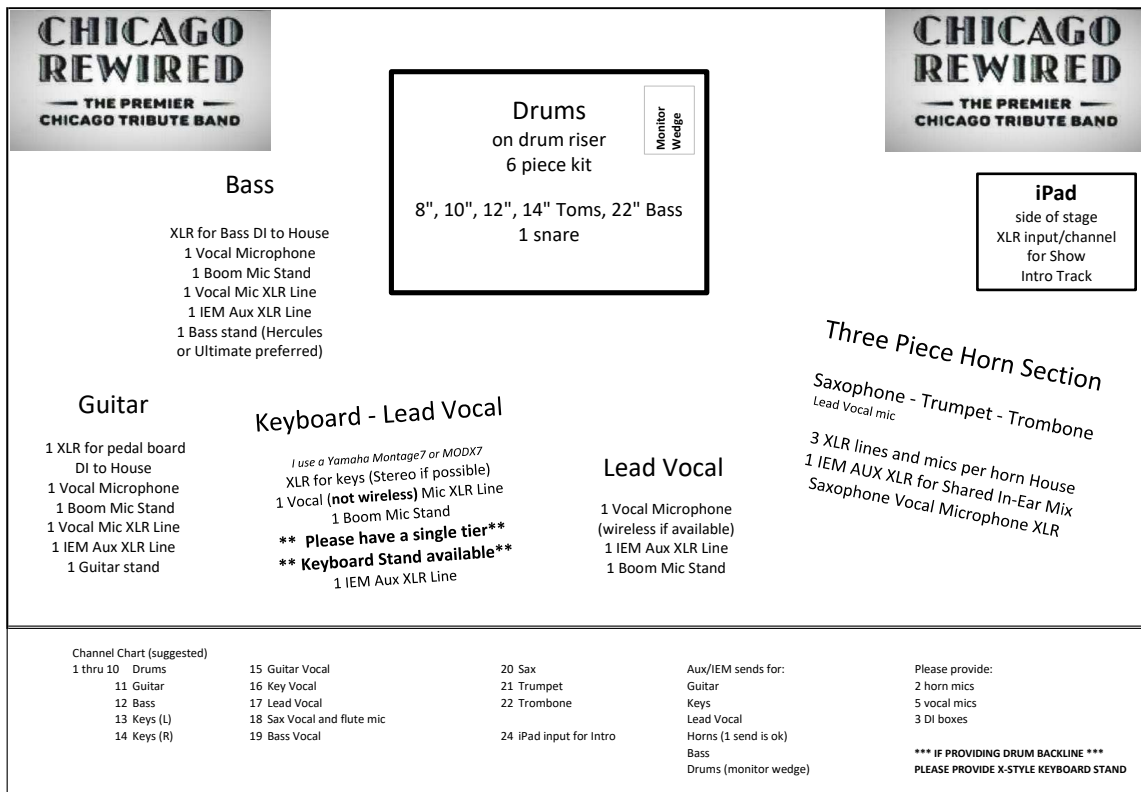 CHICAGO
REWIRED
THE PREMIER
CHICAGO TRIBUTE BAND
CHICAGO
REWIRED
THE PREMIER
CHICAGO TRIBUTE BAND
Drums
on drum riser
6 piece kit
8", 10", 12", 14" Toms, 22" Bass
1 snare
Monitor
Wedge
iPad
side of stage
XLR input/channel
for Show
Intro Track
Bass
XLR for Bass DI to House
1 Vocal Microphone
1 Boom Mic Stand
1 Vocal Mic XLR Line
1 IEM Aux XLR Line
1 Bass stand (Hercules
or Ultimate preferred)
Guitar
1 XLR for pedal board
DI to House
1 Vocal Microphone
1 Boom Mic Stand
1 Vocal Mic XLR Line
1 IEM Aux XLR Line
1 Guitar stand
Keyboard - Lead Vocal
I use a Yamaha Montage7 or MODX7
XLR for keys (Stereo if possible)
1 Vocal (not wireless) Mic XLR Line
1 Boom Mic Stand
** Please have a single tier**
** Keyboard Stand available**
1 IEM Aux XLR Line
Lead Vocal
1 Vocal Microphone
(wireless if available)
1 IEM Aux XLR Line
1 Boom Mic Stand
Three Piece Horn Section
Saxophone - Trumpet - Trombone
Lead Vocal mic
3 XLR lines and mics per horn House
1 IEM AUX XLR for Shared In-Ear Mix
Saxophone Vocal Microphone XLR
Channel Chart (suggested)
1 thru 10 Drums
11 Guitar
12 Bass
13 Keys (L)
14 Keys (R)
15 Guitar Vocal
16 Key Vocal
17 Lead Vocal
18 Sax Vocal and flute mic
19 Bass Vocal
20 Sax
21 Trumpet
22 Trombone
24 iPad input for Intro
Aux/IEM sends for:
Guitar
Keys
Lead Vocal
Horns (1 send is ok)
Bass
Drums (monitor wedge)
Please provide:
2 horn mics
5 vocal mics
3 DI boxes
*** IF PROVIDING DRUM BACKLINE ***
PLEASE PROVIDE X-STYLE KEYBOARD STAND